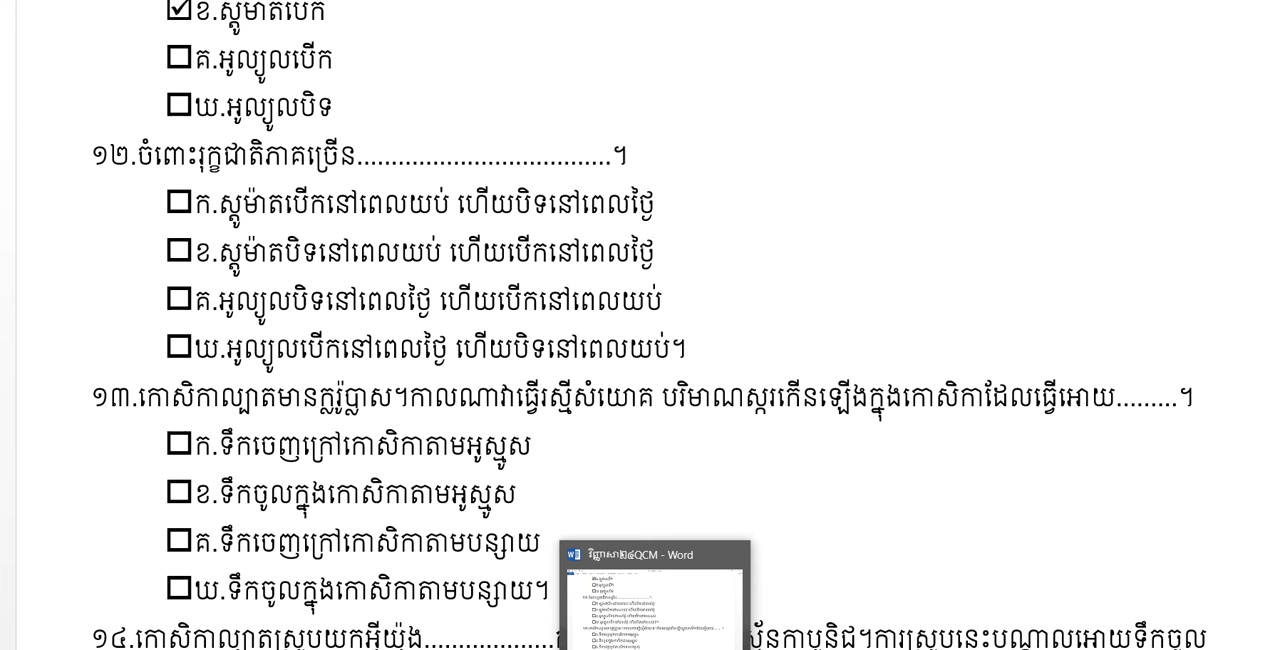 ខ.ស្តូម៉ាតបើក
គ.អូល្យូលបើក
ឃ.អូល្យូលបិទ
១២.ចំពោះរុក្ខជាតិភាគច្រើន.....................................។
ក.ស្តូម៉ាតបើកនៅពេលយប់ ហើយបិទនៅពេលថ្ងៃ
ខ.ស្តូម៉ាតបិទនៅពេលយប់ ហើយបើកនៅពេលថ្ងៃ
គ.អូល្យូលបិទនៅពេលថ្ងៃ ហើយបើកនៅពេលយប់
ឃ.អូល្យូលបើកនៅពេលថ្ងៃ ហើយបិទនៅពេលយប់។
១៣.កោសិកាល្បាតមានក្លរ៉ូប្លាស។កាលណាវាធ្វើរស្មីសំយោគ បរិមាណស្ករកើនឡើងក្នុងកោសិកាដែលធ្វើអោយ.........។
ក.ទឹកចេញក្រៅកោសិកាតាមអូស្មូស
ខ.ទឹកចូលក្នុងកោសិកាតាមអូស្មូស
គ.ទឹកចេញក្រៅកោសិកាតាមបន្សាយ
វិញ្ញាសា២៤QCM - Word
ឃ.ទឹកចូលក្នុងកោសិកាតាមបន្សាយ។
១៤.កោសិកាល្បាតស្រូបយកអ៊ីយ៉ុង................... ស្ម័នកាបូនិជ។ការស្រូបនេះបណ្តាលអោយទឹកចូល